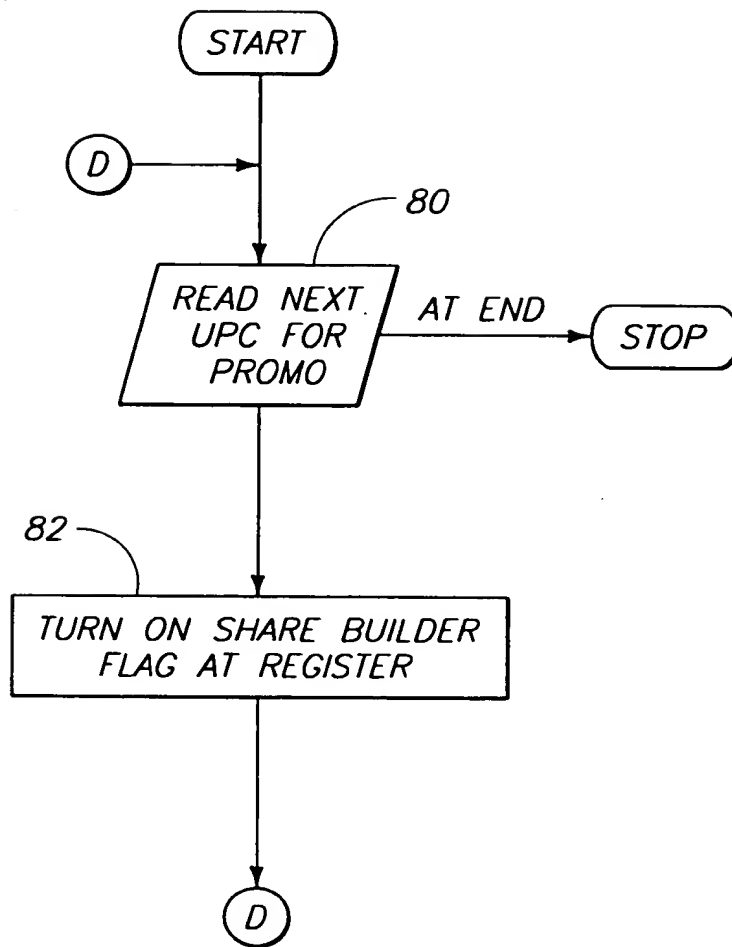 START
D
80
READ NEXT
UPC FOR
PROMO
AT END
STOP
82
TURN ON SHARE BUILDER
FLAG AT REGISTER
D